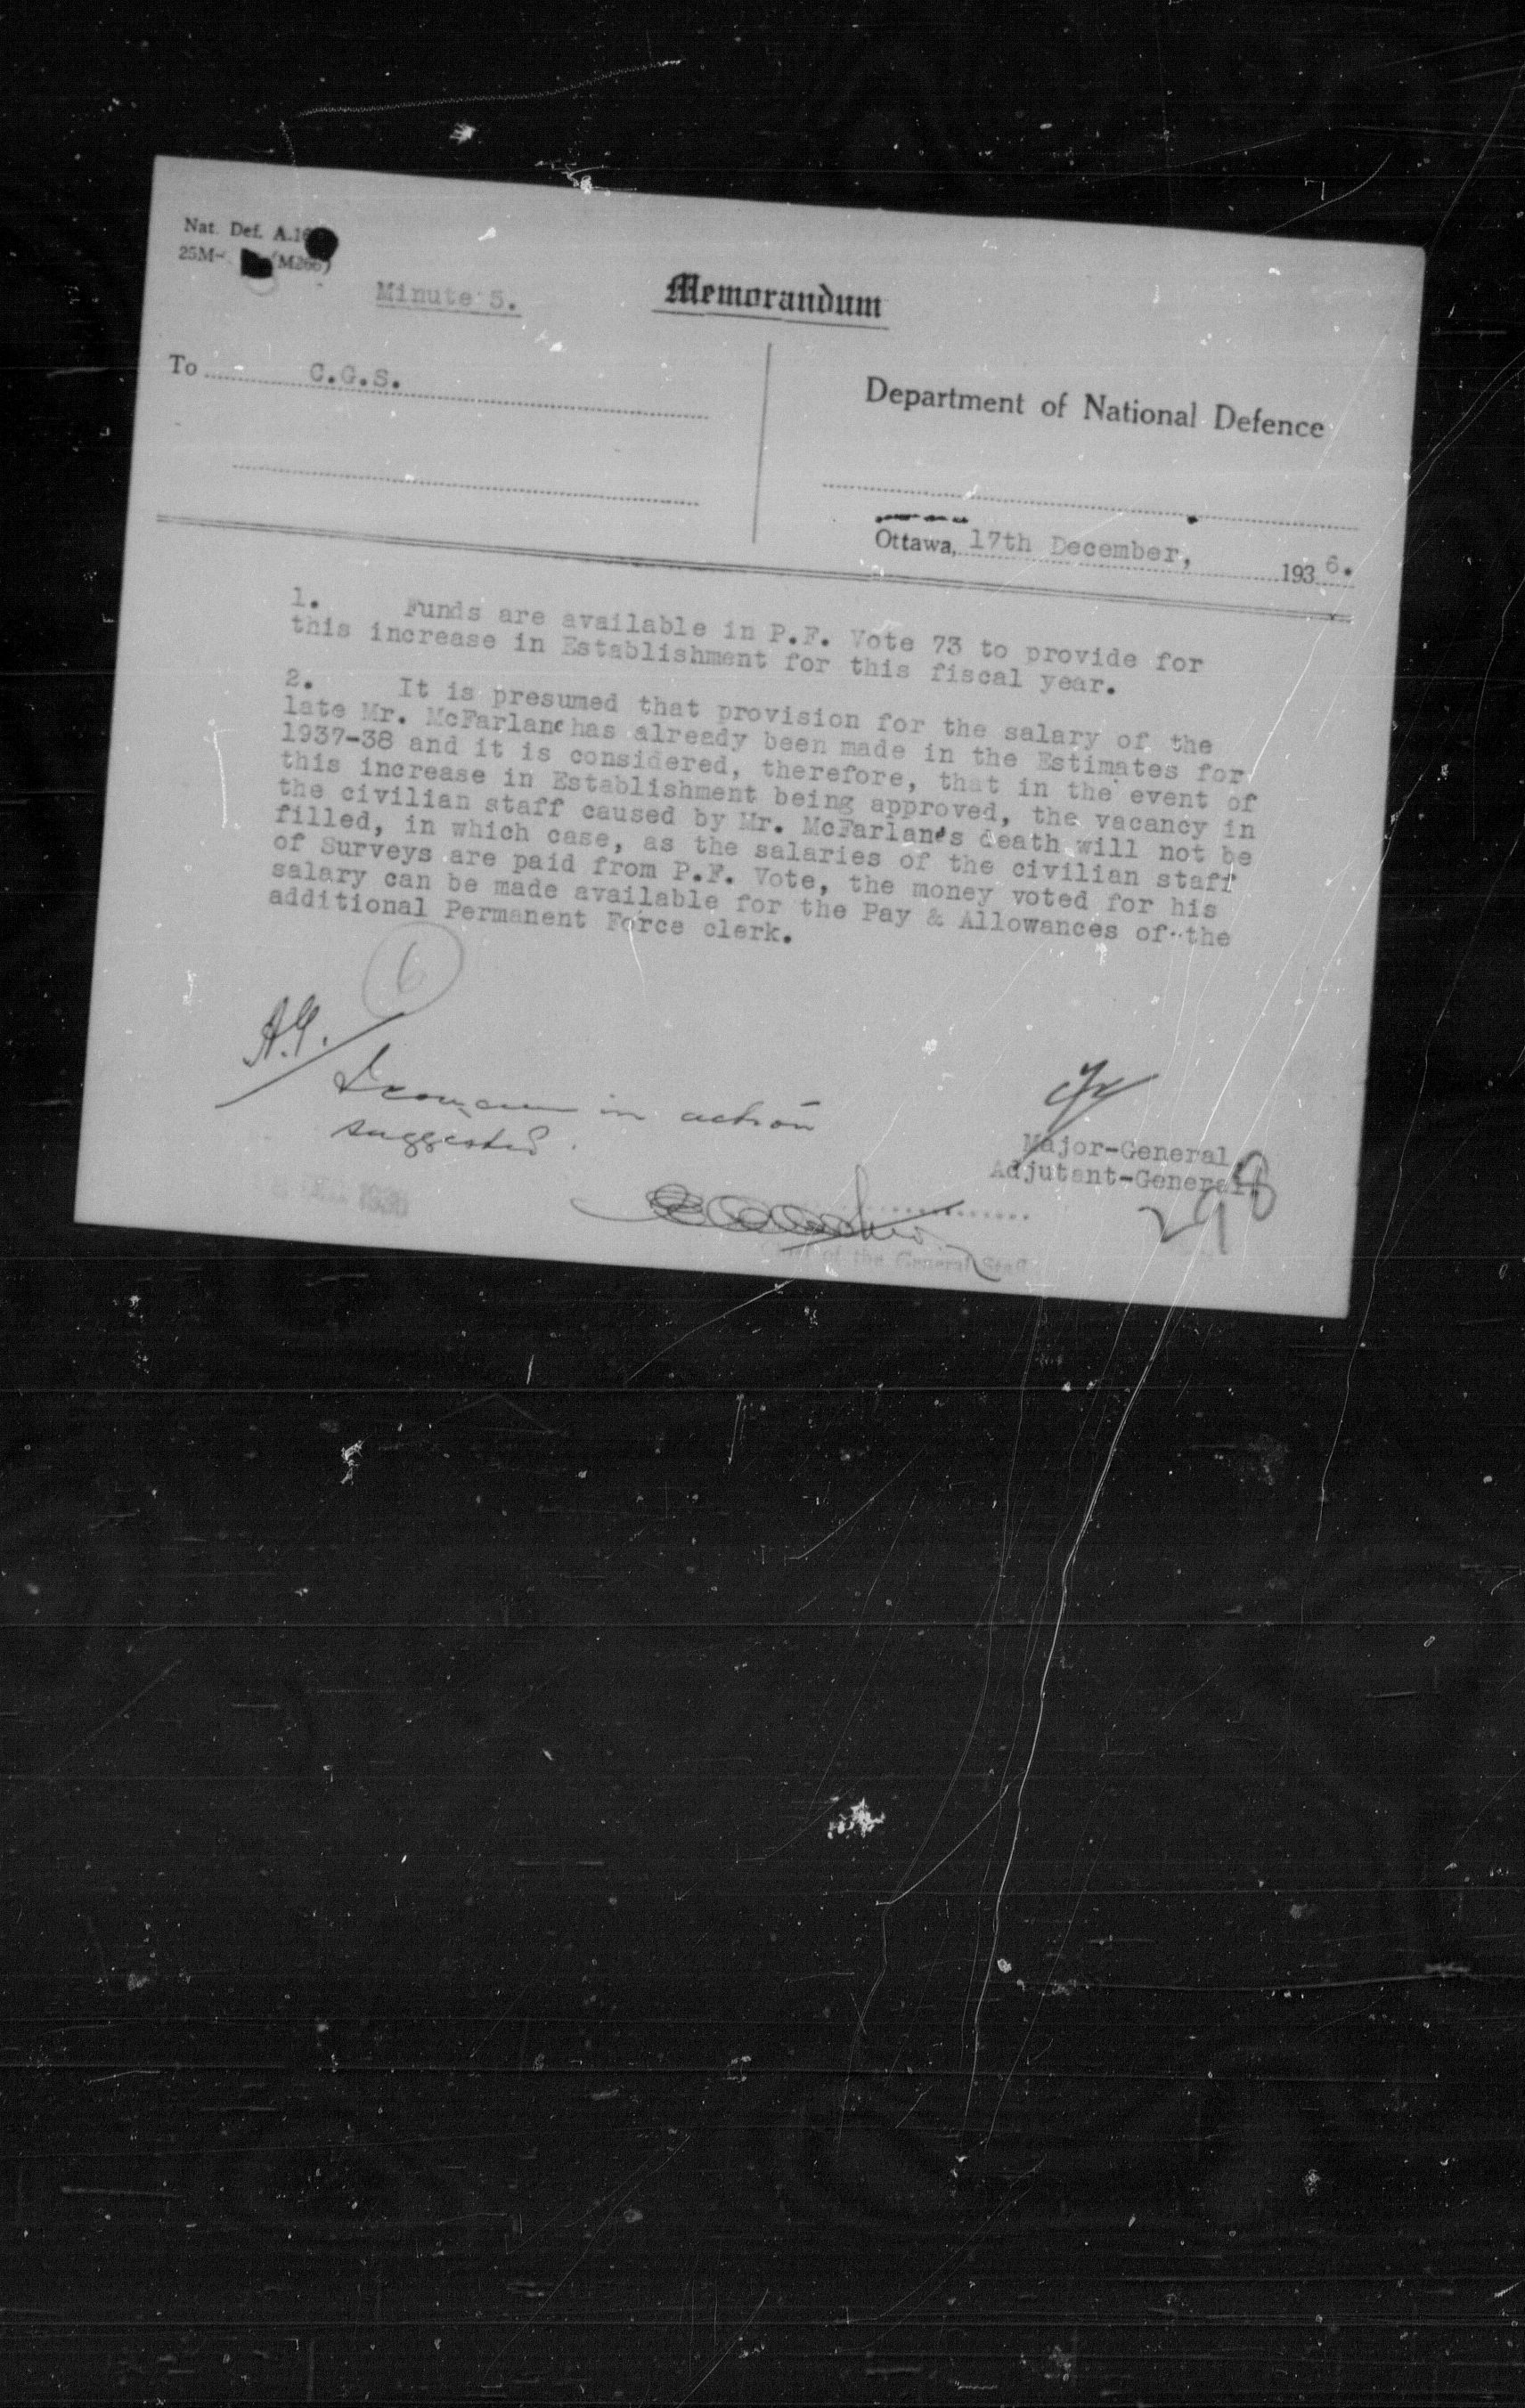 Nat. Def. A.16
25M- (M266)
Minute 5.
Memorandum
To C.G.S.
Department of National Defence
Ottawa, 17th December, 1936.
1. Funds are available in P.F. Vote 73 to provide for
this increase in Establishment for this fiscal year.
2. It is presumed that provision for the salary of the
late Mr. McFarlane has already been made in the Estimates for
1937-38 and it is considered, therefore, that in the event of
this increase in Establishment being approved, the vacancy in
the civilian staff caused by Mr. McFarlane's death will not be
filled, in which case, as the salaries of the civilian staff
of Surveys are paid from P.F. Vote, the money voted for his
salary can be made available for the Pay & Allowances of the
additional Permanent Force clerk.
6
A.G.
I concur in action
suggested.
Major-General,
Adjutant-General.
298
1936
of the General Staff